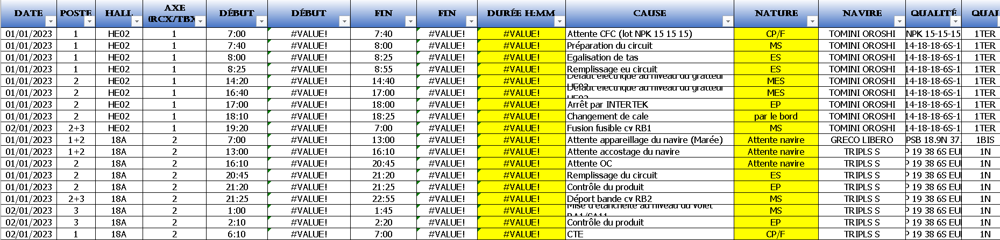 DATE POSTE HALL AXE (RCX/TBX) DÉBUT DÉBUT FIN FIN DURÉE H:MM CAUSE NATURE NAVIRE QUALITÉ QUAI
01/01/2023 1 HE02 1 7:00 #VALUE! 7:40 #VALUE! #VALUE! Attente CFC (lot NPK 15 15 15) CP/F TOMINI OROSHI NPK 15-15-15 1TER
01/01/2023 1 HE02 1 7:40 #VALUE! 8:00 #VALUE! #VALUE! Préparation du circuit MS TOMINI OROSHI 14-18-18-6S-1 1TER
01/01/2023 1 HE02 1 8:00 #VALUE! 8:25 #VALUE! #VALUE! Egalisation de tas ES TOMINI OROSHI 14-18-18-6S-1 1TER
01/01/2023 1 HE02 1 8:25 #VALUE! 8:55 #VALUE! #VALUE! Remplissage eu circuit ES TOMINI OROSHI 14-18-18-6S-1 1TER
01/01/2023 2 HE02 1 14:20 #VALUE! 14:40 #VALUE! #VALUE! Défaut électrique au niveau du gratteur HE02 MES TOMINI OROSHI 14-18-18-6S-1 1TER
01/01/2023 2 HE02 1 16:40 #VALUE! 17:00 #VALUE! #VALUE! Défaut électrique au niveau du gratteur HE02 MES TOMINI OROSHI 14-18-18-6S-1 1TER
01/01/2023 2 HE02 1 17:00 #VALUE! 18:00 #VALUE! #VALUE! Arrêt par INTERTEK EP TOMINI OROSHI 14-18-18-6S-1 1TER
01/01/2023 2 HE02 1 18:10 #VALUE! 18:25 #VALUE! #VALUE! Changement de cale par le bord TOMINI OROSHI 14-18-18-6S-1 1TER
02/01/2023 2+3 HE02 1 19:20 #VALUE! 7:00 #VALUE! #VALUE! Fusion fusible cv RB1 MS TOMINI OROSHI 14-18-18-6S-1 1TER
01/01/2023 1+2 18A 2 7:00 #VALUE! 13:00 #VALUE! #VALUE! Attente appareillage du navire (Marée) Attente navire GRECO LIBERO PSB 18.9N 37. 1BIS
01/01/2023 1+2 18A 2 13:00 #VALUE! 16:10 #VALUE! #VALUE! Attente accostage du navire Attente navire TRIPLS S P 19 38 6S EU 1N
01/01/2023 2 18A 2 16:10 #VALUE! 20:45 #VALUE! #VALUE! Attente OC Attente navire TRIPLS S P 19 38 6S EU 1N
01/01/2023 2 18A 2 20:45 #VALUE! 21:20 #VALUE! #VALUE! Remplissage du circuit ES TRIPLS S P 19 38 6S EU 1N
01/01/2023 2 18A 2 21:20 #VALUE! 21:25 #VALUE! #VALUE! Contrôle du produit EP TRIPLS S P 19 38 6S EU 1N
01/01/2023 2+3 18A 2 21:25 #VALUE! 22:55 #VALUE! #VALUE! Déport bande cv RB2 MS TRIPLS S P 19 38 6S EU 1N
02/01/2023 3 18A 2 1:00 #VALUE! 1:45 #VALUE! #VALUE! Mise d'étanchéité au niveau du volet MS TRIPLS S P 19 38 6S EU 1N
02/01/2023 3 18A 2 2:10 #VALUE! 2:20 #VALUE! #VALUE! Contrôle du produit EP TRIPLS S P 19 38 6S EU 1N
02/01/2023 1 18A 2 6:10 #VALUE! 7:00 #VALUE! #VALUE! CTE CP/F TRIPLS S P 19 38 6S EU 1N